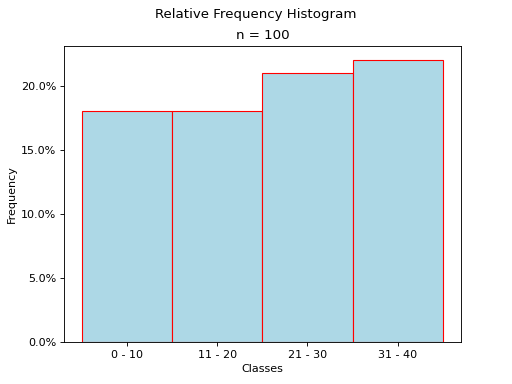 Relative Frequency Histogram
n = 100
20.0%
15.0%
10.0%
5.0%
0.0%
Frequency
0 - 10 11 - 20 21 - 30 31 - 40
Classes